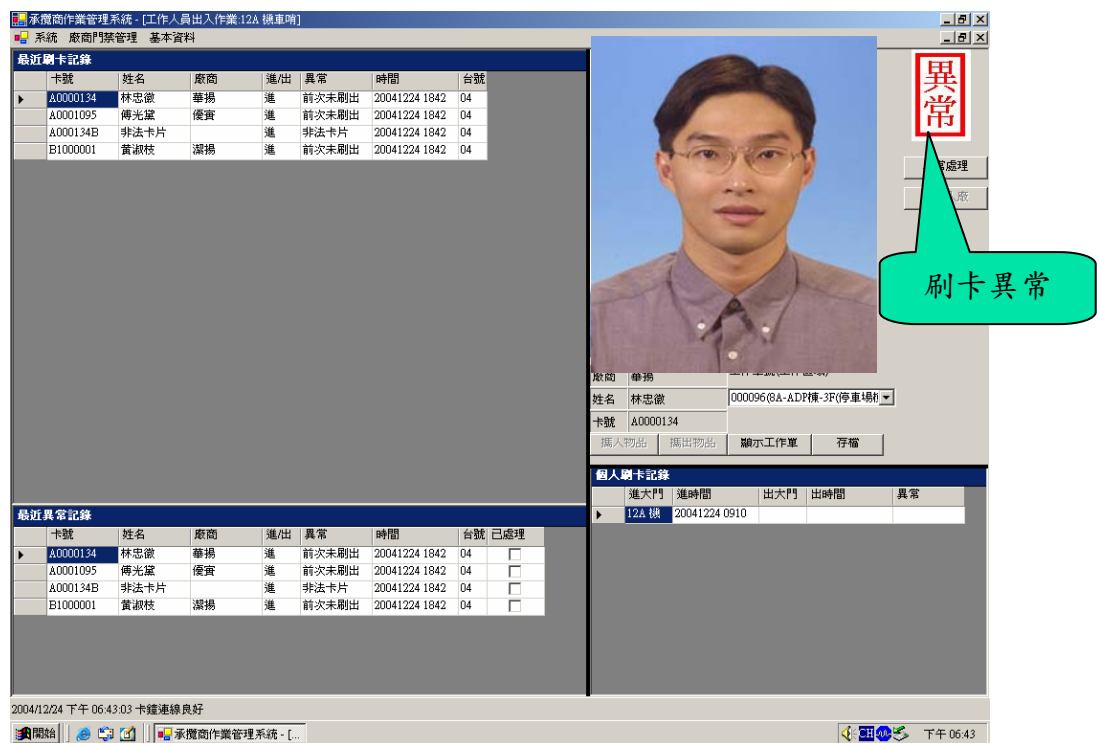 承攬商作業管理系統 - [工作人員出入作業:12A 機車哨]
系統 廠商門禁管理 基本資料
最近刷卡記錄
卡號 姓名 廠商 進/出 異常 時間 台號
A0000134 林忠徵 華揚 進 前次未刷出 20041224 1842 04
A0001095 傅光黛 優寅 進 前次未刷出 20041224 1842 04
A000134B 非法卡片 進 非法卡片 20041224 1842 04
B1000001 黃淑枝 潔揚 進 前次未刷出 20041224 1842 04
異常
處理
廠
刷卡異常
廠商 華揚
姓名 林忠徵 000096(8A-ADP棟-3F(停車場樓
卡號 A0000134
攜入物品 攜出物品 顯示工作單 存檔
個人刷卡記錄
進大門 進時間 出大門 出時間 異常
12A 機 20041224 0910
最近異常記錄
卡號 姓名 廠商 進/出 異常 時間 台號 已處理
A0000134 林忠徵 華揚 進 前次未刷出 20041224 1842 04
A0001095 傅光黛 優寅 進 前次未刷出 20041224 1842 04
A000134B 非法卡片 進 非法卡片 20041224 1842 04
B1000001 黃淑枝 潔揚 進 前次未刷出 20041224 1842 04
2004/12/24 下午 06:43:03 卡鐘連線良好
開始 承攬商作業管理系統 - [... CH 下午 06:43